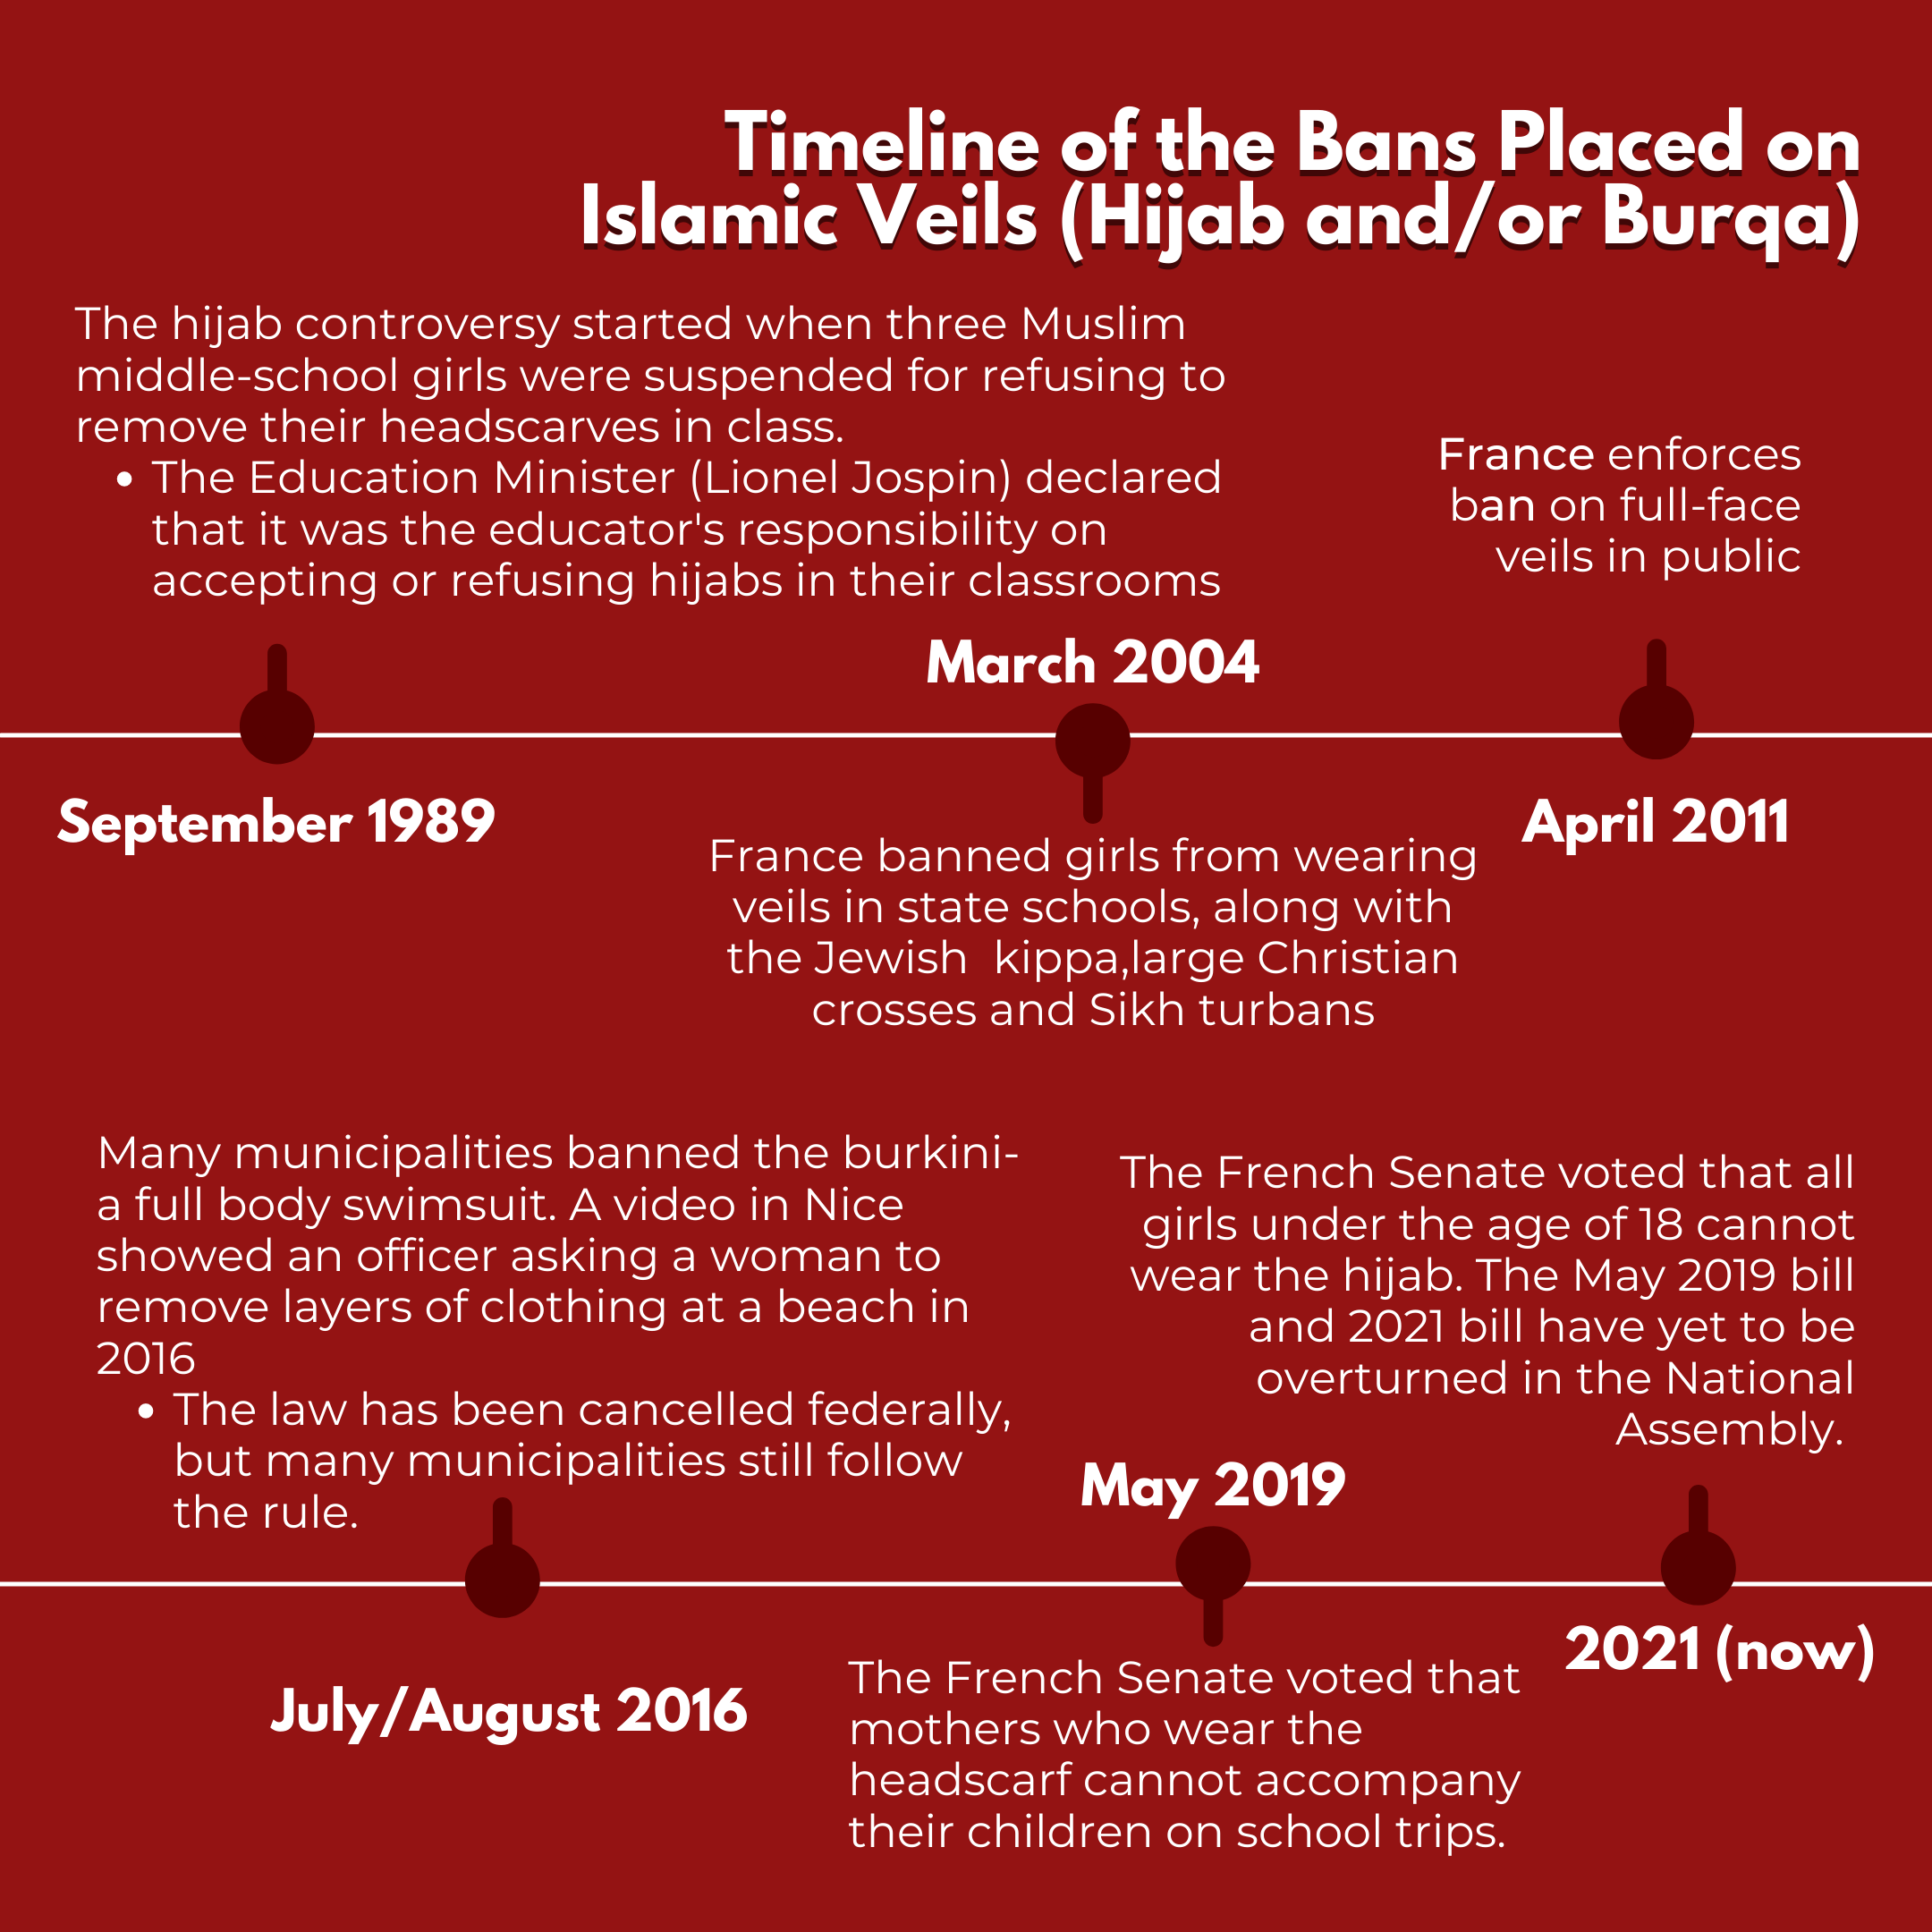 Timeline of the Bans Placed on
Islamic Veils (Hijab and/or Burqa)
The hijab controversy started when three Muslim
middle-school girls were suspended for refusing to
remove their headscarves in class.
• The Education Minister (Lionel Jospin) declared
that it was the educator's responsibility on
accepting or refusing hijabs in their classrooms
September 1989
March 2004
France banned girls from wearing
veils in state schools, along with
the Jewish  kippa,large Christian
crosses and Sikh turbans
France enforces
ban on full-face
veils in public
April 2011
Many municipalities banned the burkini-
a full body swimsuit. A video in Nice
showed an officer asking a woman to
remove layers of clothing at a beach in
2016
• The law has been cancelled federally,
but many municipalities still follow
the rule.
July/August 2016
May 2019
The French Senate voted that
mothers who wear the
headscarf cannot accompany
their children on school trips.
The French Senate voted that all
girls under the age of 18 cannot
wear the hijab. The May 2019 bill
and 2021 bill have yet to be
overturned in the National
Assembly.
2021 (now)